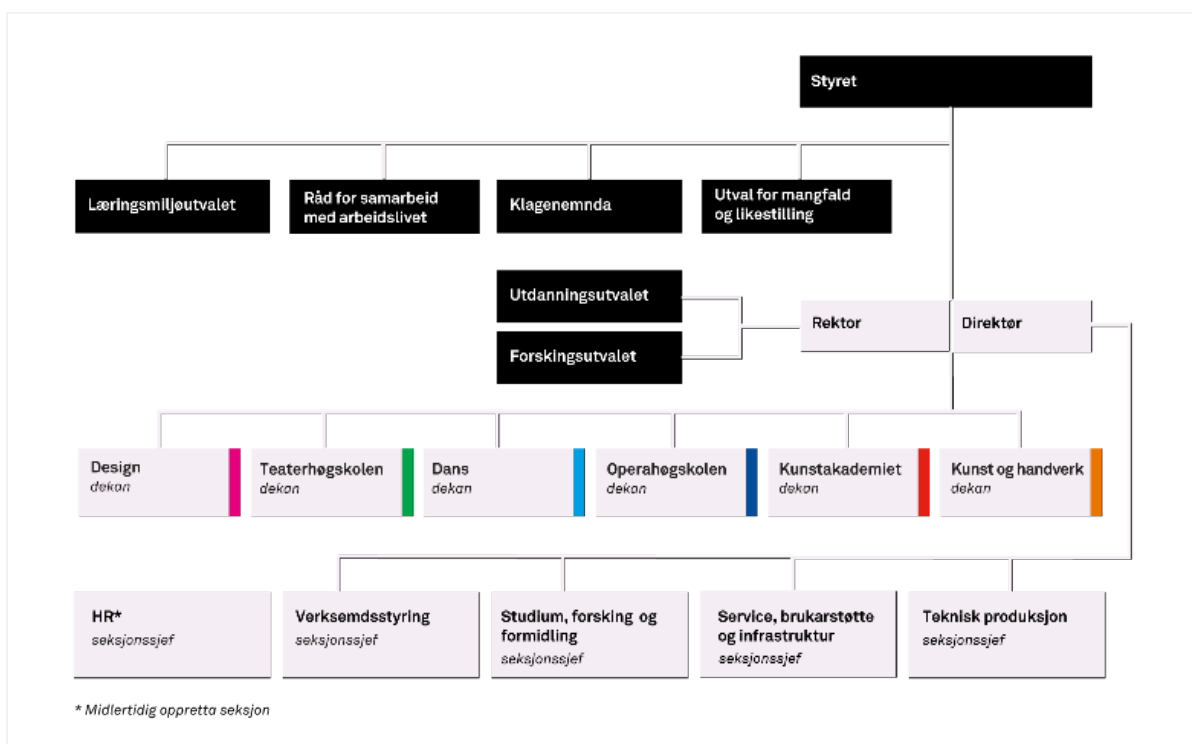 Styret
Læringsmiljøutvalet
Råd for samarbeid
med arbeidslivet
Klagenemnda
Utval for mangfald
og likestilling
Utdanningsutvalet
Forskingsutvalet
Rektor
Direktør
Design
dekan
Teaterhøgskolen
dekan
Dans
dekan
Operahøgskolen
dekan
Kunstakademiet
dekan
Kunst og handverk
dekan
HR*
seksjonssjef
Verksemdsstyring
seksjonssjef
Studium, forsking og
formidling
seksjonssjef
Service, brukarstøtte
og infrastruktur
seksjonssjef
Teknisk produksjon
seksjonssjef
* Midlertidig oppretta seksjon